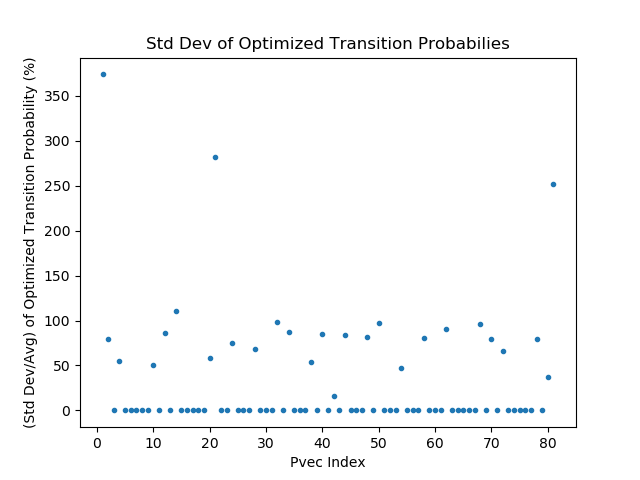 Std Dev of Optimized Transition Probabilies
(Std Dev/Avg) of Optimized Transition Probability (%)
350
300
250
200
150
100
50
0
0 10 20 30 40 50 60 70 80
Pvec Index